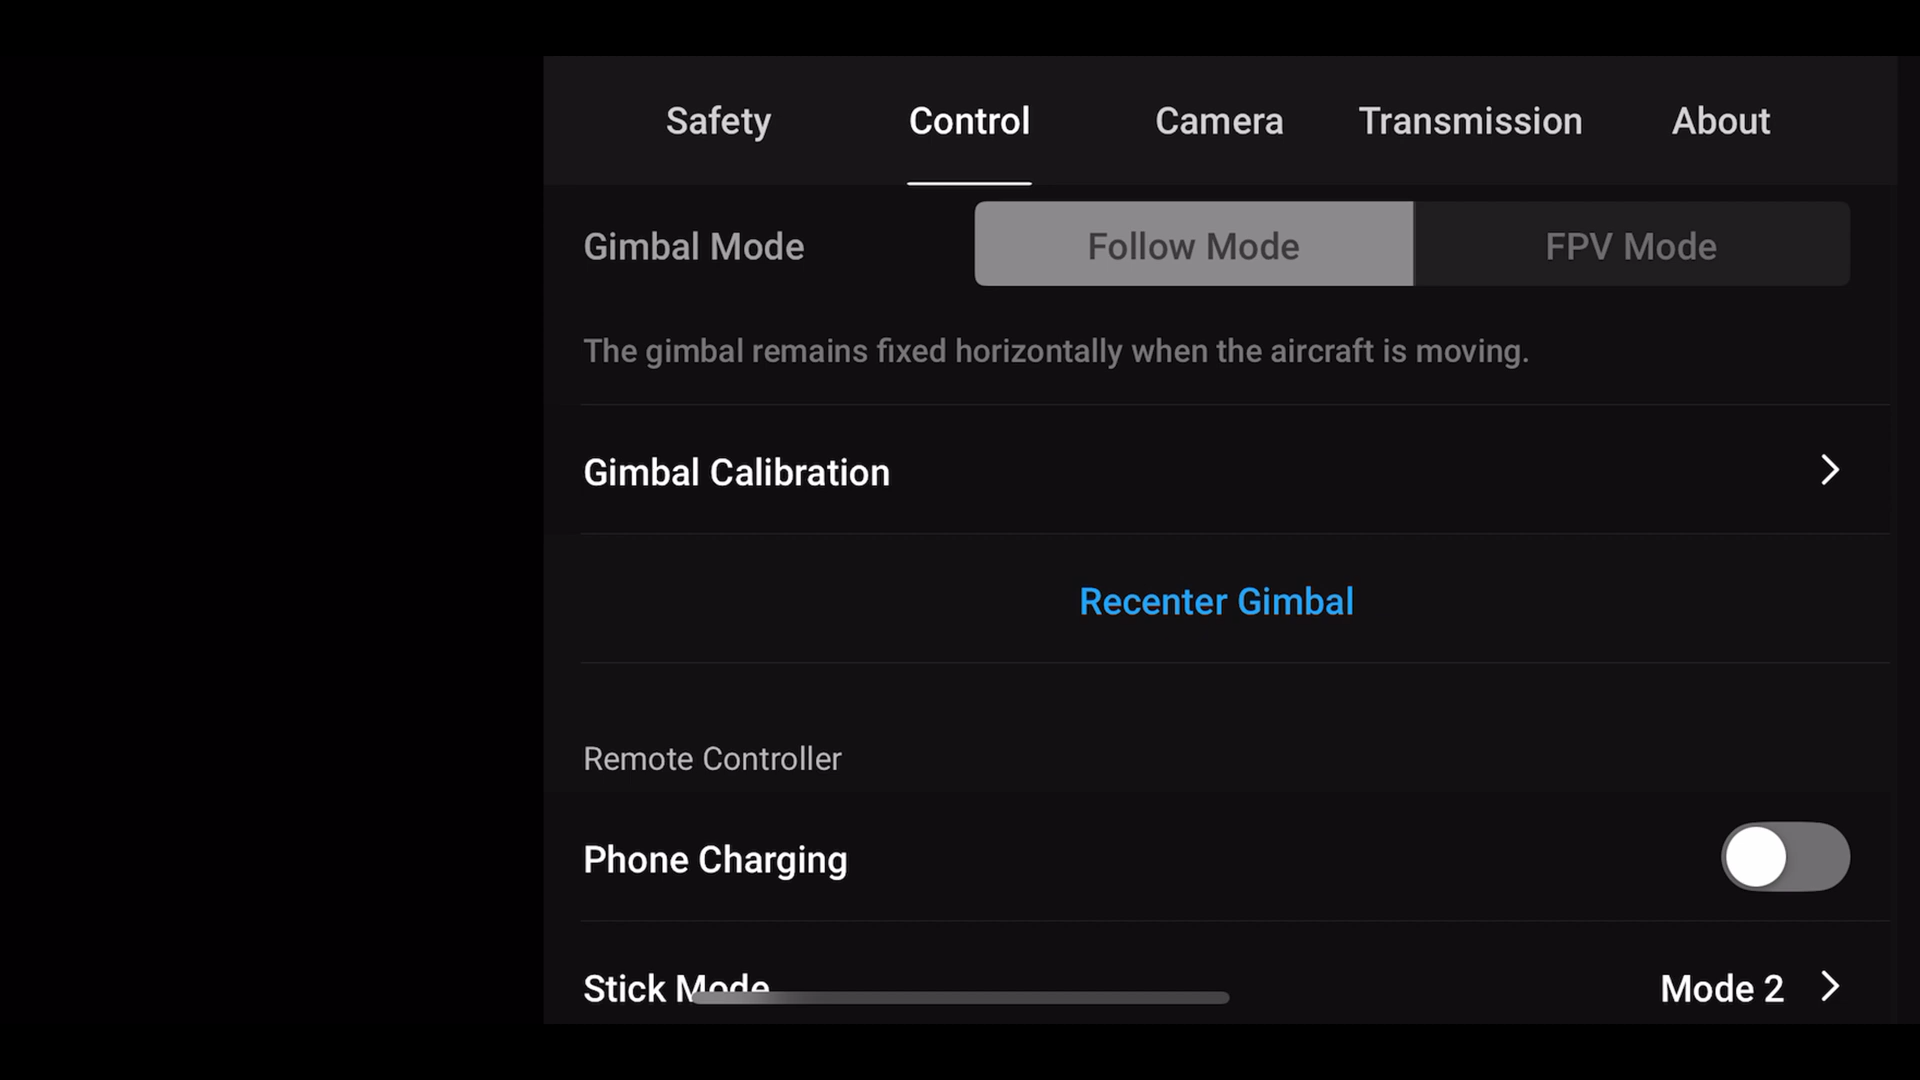 Safety Control Camera Transmission About
Gimbal Mode Follow Mode FPV Mode
The gimbal remains fixed horizontally when the aircraft is moving.
Gimbal Calibration
Recenter Gimbal
Remote Controller
Phone Charging
Stick Mode Mode 2